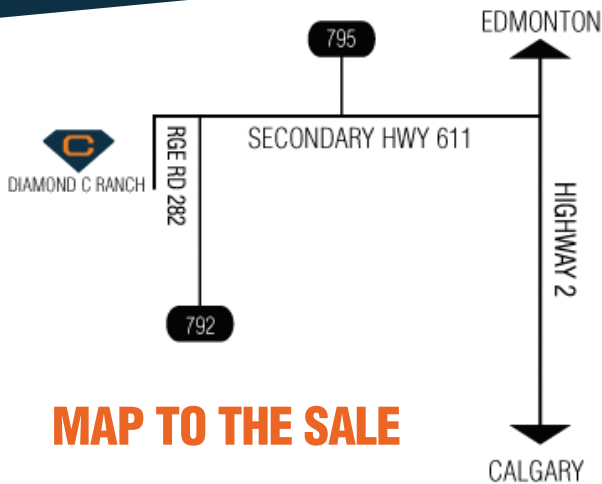 EDMONTON
795
SECONDARY HWY 611
C
DIAMOND C RANCH
RGE RD 282
HIGHWAY 2
792
MAP TO THE SALE
CALGARY